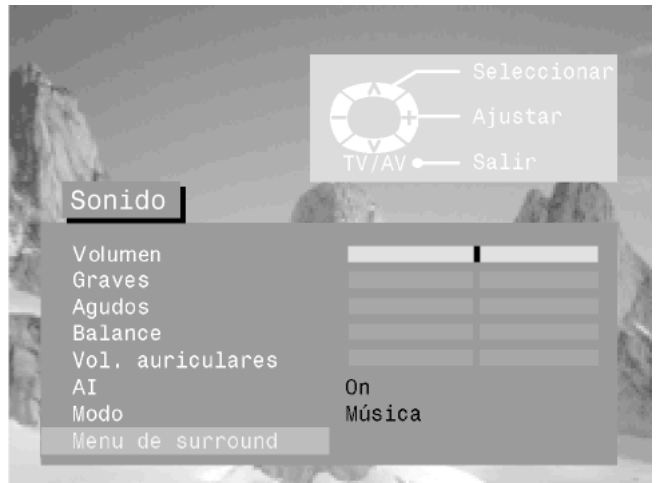 Seleccionar
Ajustar
TV/AV Salir
Sonido
Volumen
Graves
Agudos
Balance
Vol. auriculares
AI On
Modo Música
Menu de surround